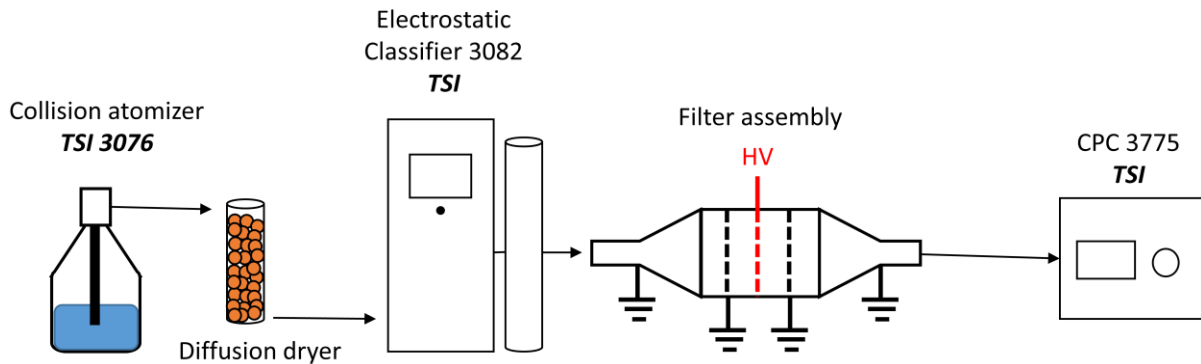 Collision atomizer
TSI 3076
Diffusion dryer
Electrostatic
Classifier 3082
TSI
Filter assembly
HV
CPC 3775
TSI